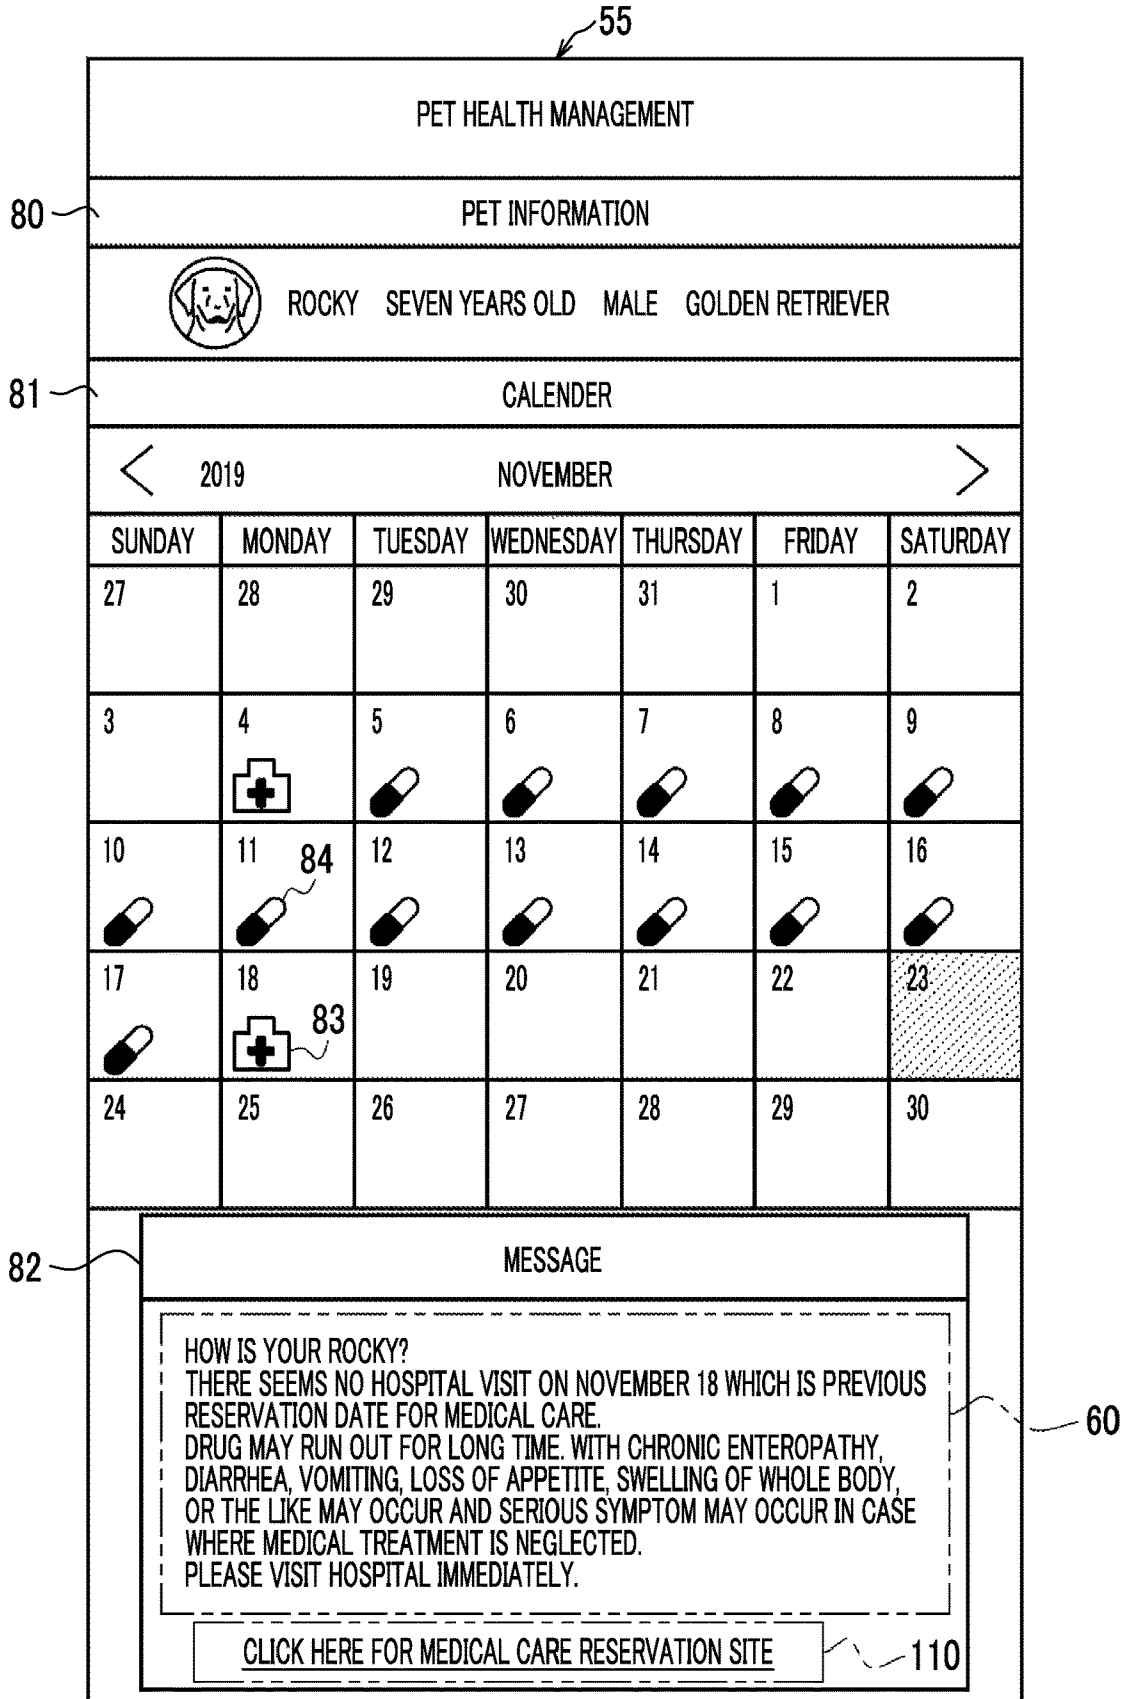 55
PET HEALTH MANAGEMENT
80
PET INFORMATION
ROCKY SEVEN YEARS OLD MALE GOLDEN RETRIEVER
81
CALENDER
2019 NOVEMBER
SUNDAY MONDAY TUESDAY WEDNESDAY THURSDAY FRIDAY SATURDAY
27 28 29 30 31 1 2
3 4 5 6 7 8 9
10 11 84 12 13 14 15 16
17 18 83 19 20 21 22 23
24 25 26 27 28 29 30
82
MESSAGE
HOW IS YOUR ROCKY?
THERE SEEMS NO HOSPITAL VISIT ON NOVEMBER 18 WHICH IS PREVIOUS
RESERVATION DATE FOR MEDICAL CARE.
60
DRUG MAY RUN OUT FOR LONG TIME. WITH CHRONIC ENTEROPATHY,
DIARRHEA, VOMITING, LOSS OF APPETITE, SWELLING OF WHOLE BODY,
OR THE LIKE MAY OCCUR AND SERIOUS SYMPTOM MAY OCCUR IN CASE
WHERE MEDICAL TREATMENT IS NEGLECTED.
PLEASE VISIT HOSPITAL IMMEDIATELY.
CLICK HERE FOR MEDICAL CARE RESERVATION SITE
110